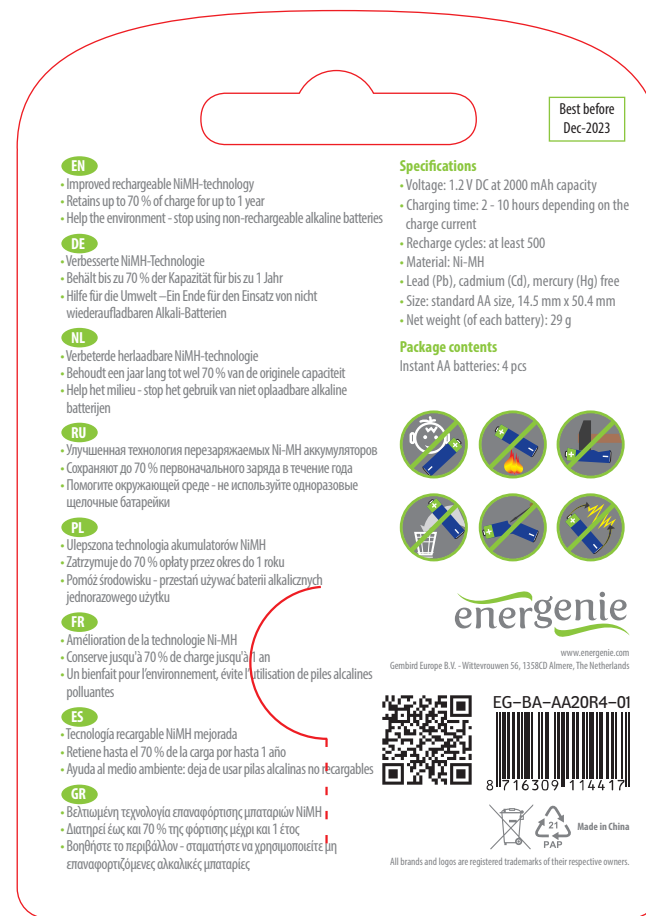 Best before
Dec-2023
EN
• Improved rechargeable NiMH-technology
• Retains up to 70 % of charge for up to 1 year
• Help the environment - stop using non-rechargeable alkaline batteries
DE
• Verbesserte NiMH-Technologie
• Behält bis zu 70 % der Kapazität für bis zu 1 Jahr
• Hilfe für die Umwelt –Ein Ende für den Einsatz von nicht
wiederaufladbaren Alkali-Batterien
NL
• Verbeterde herlaadbare NiMH-technologie
• Behoudt een jaar lang tot wel 70 % van de originele capaciteit
• Help het milieu - stop het gebruik van niet oplaadbare alkaline
batterijen
RU
• Улучшенная технология перезаряжаемых Ni-MH аккумуляторов
• Сохраняют до 70 % первоначального заряда в течение года
• Помогите окружающей среде - не используйте одноразовые
щелочные батарейки
PL
• Ulepszona technologia akumulatorów NiMH
• Zatrzymuje do 70 % opłaty przez okres do 1 roku
• Pomóż środowisku - przestań używać baterii alkalicznych
jednorazowego użytku
FR
• Amélioration de la technologie Ni-MH
• Conserve jusqu'à 70 % de charge jusqu'à 1 an
• Un bienfait pour l'environnement, évite l'utilisation de piles alcalines
polluantes
ES
• Tecnología recargable NiMH mejorada
• Retiene hasta el 70 % de la carga por hasta 1 año
• Ayuda al medio ambiente: deja de usar pilas alcalinas no recargables
GR
• Βελτιωμένη τεχνολογία επαναφόρτισης μπαταριών NiMH
• Διατηρεί έως και 70 % της φόρτισης μέχρι και 1 έτος
• Βοηθήστε το περιβάλλον - σταματήστε να χρησιμοποιείτε μη
επαναφορτιζόμενες αλκαλικές μπαταρίες
Specifications
• Voltage: 1.2 V DC at 2000 mAh capacity
• Charging time: 2 - 10 hours depending on the
charge current
• Recharge cycles: at least 500
• Material: Ni-MH
• Lead (Pb), cadmium (Cd), mercury (Hg) free
• Size: standard AA size, 14.5 mm x 50.4 mm
• Net weight (of each battery): 29 g
Package contents
Instant AA batteries: 4 pcs
energenie
www.energenie.com
Gembird Europe B.V. - Wittevrouwen 56, 1358CD Almere, The Netherlands
EG-BA-AA20R4-01
8 716309 114417
21
PAP
Made in China
All brands and logos are registered trademarks of their respective owners.